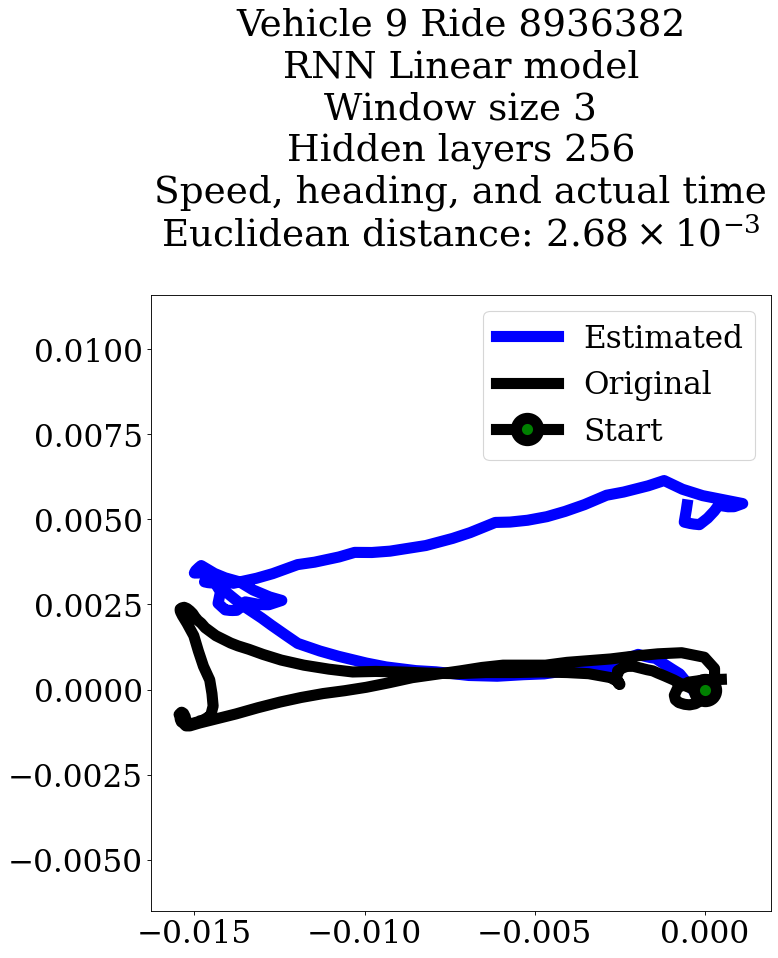 Vehicle 9 Ride 8936382
RNN Linear model
Window size 3
Hidden layers 256
Speed, heading, and actual time
Euclidean distance: 2.68 × 10⁻³
Estimated
Original
Start
0.0100
0.0075
0.0050
0.0025
0.0000
−0.0025
−0.0050
−0.015 −0.010 −0.005 0.000